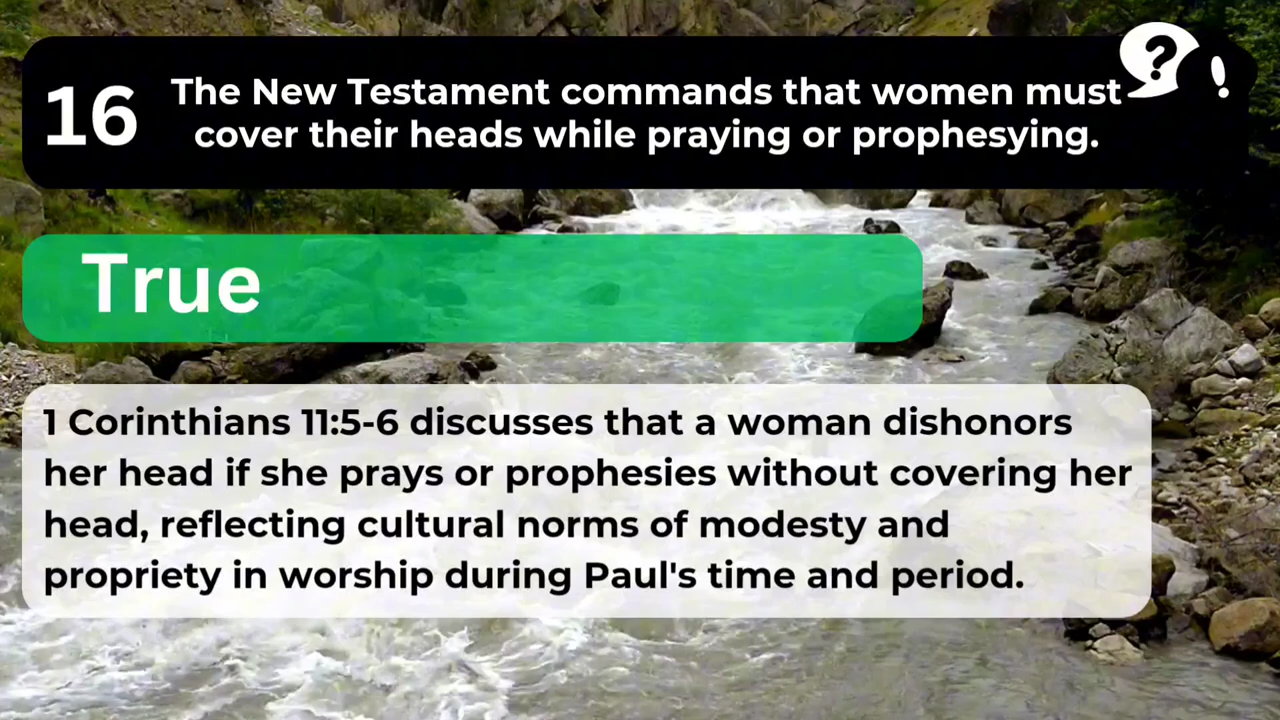 16
The New Testament commands that women must
cover their heads while praying or prophesying.
? !
True
1 Corinthians 11:5-6 discusses that a woman dishonors
her head if she prays or prophesies without covering her
head, reflecting cultural norms of modesty and
propriety in worship during Paul's time and period.